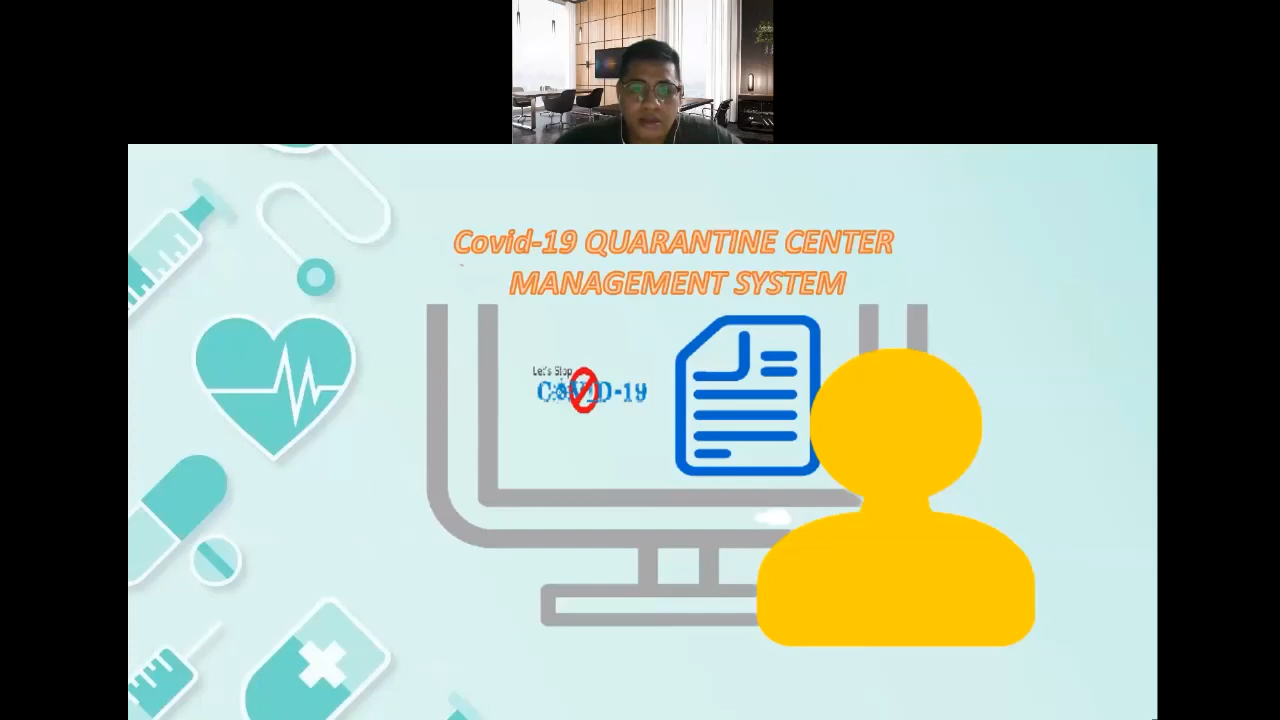 Covid-19 QUARANTINE CENTER
MANAGEMENT SYSTEM
Let's Stop
COVID-19